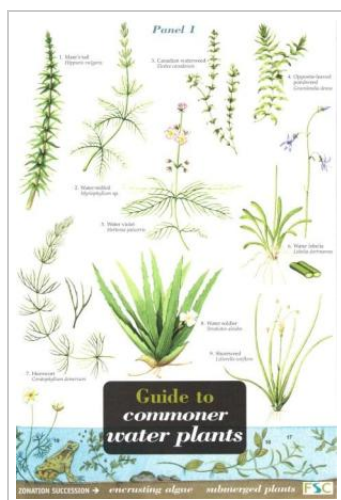 Panel 1
1. Mare's tail
Hippuris vulgaris
3. Canadian waterweed
Elodea canadensis
4. Opposite-leaved
pondweed
Groenlandia densa
2. Water-milfoil
Myriophyllum sp.
5. Water violet
Hottonia palustris
6. Water lobelia
Lobelia dortmanna
8. Water-soldier
Stratiotes aloides
9. Shoreweed
Littorella uniflora
7. Hornwort
Ceratophyllum demersum
Guide to
commoner
water plants
ZONATION SUCCESSION → encrusting algae submerged plants FSC